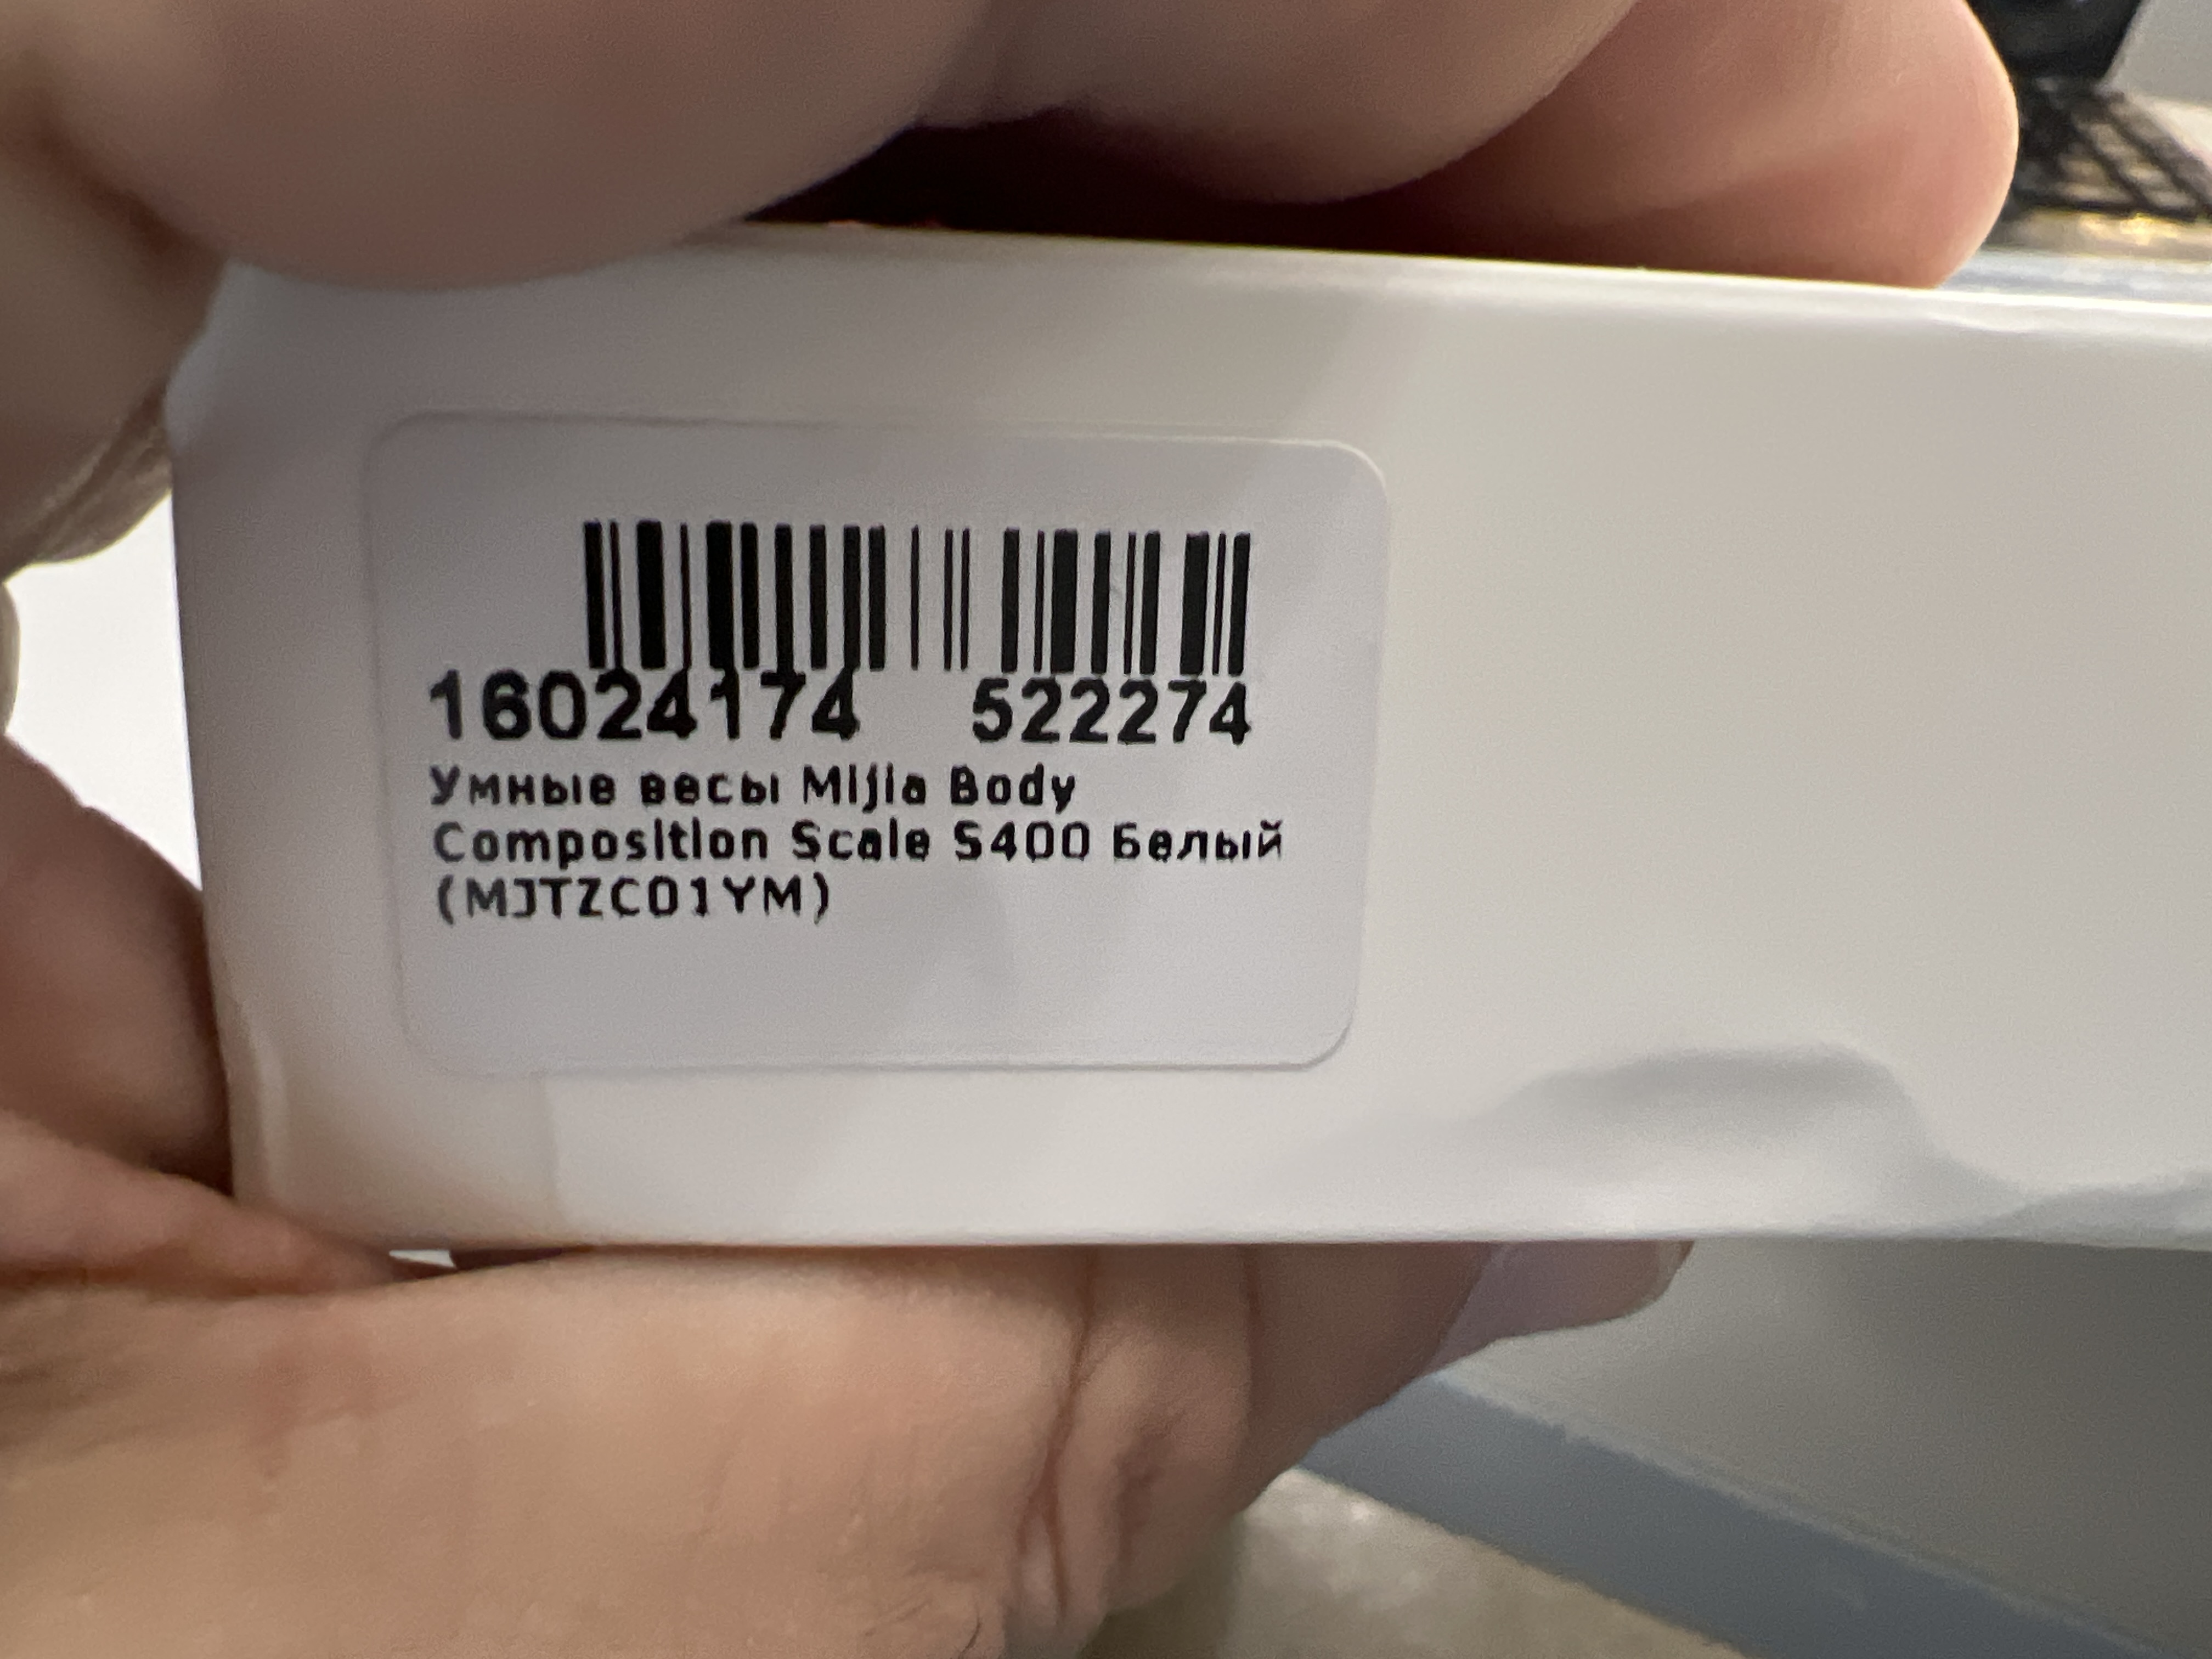 16024174 522274
Умные весы Mijia Body
Composition Scale S400 Белый
(MJTZC01YM)